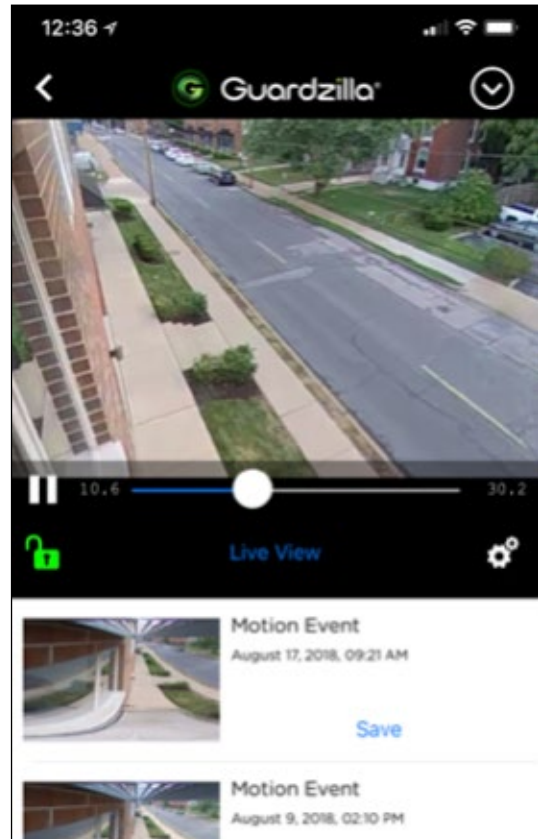 12:36
Guardzilla®
10.6
30.2
Live View
Motion Event
August 17, 2018, 09:21 AM
Save
Motion Event
August 9, 2018, 02:10 PM